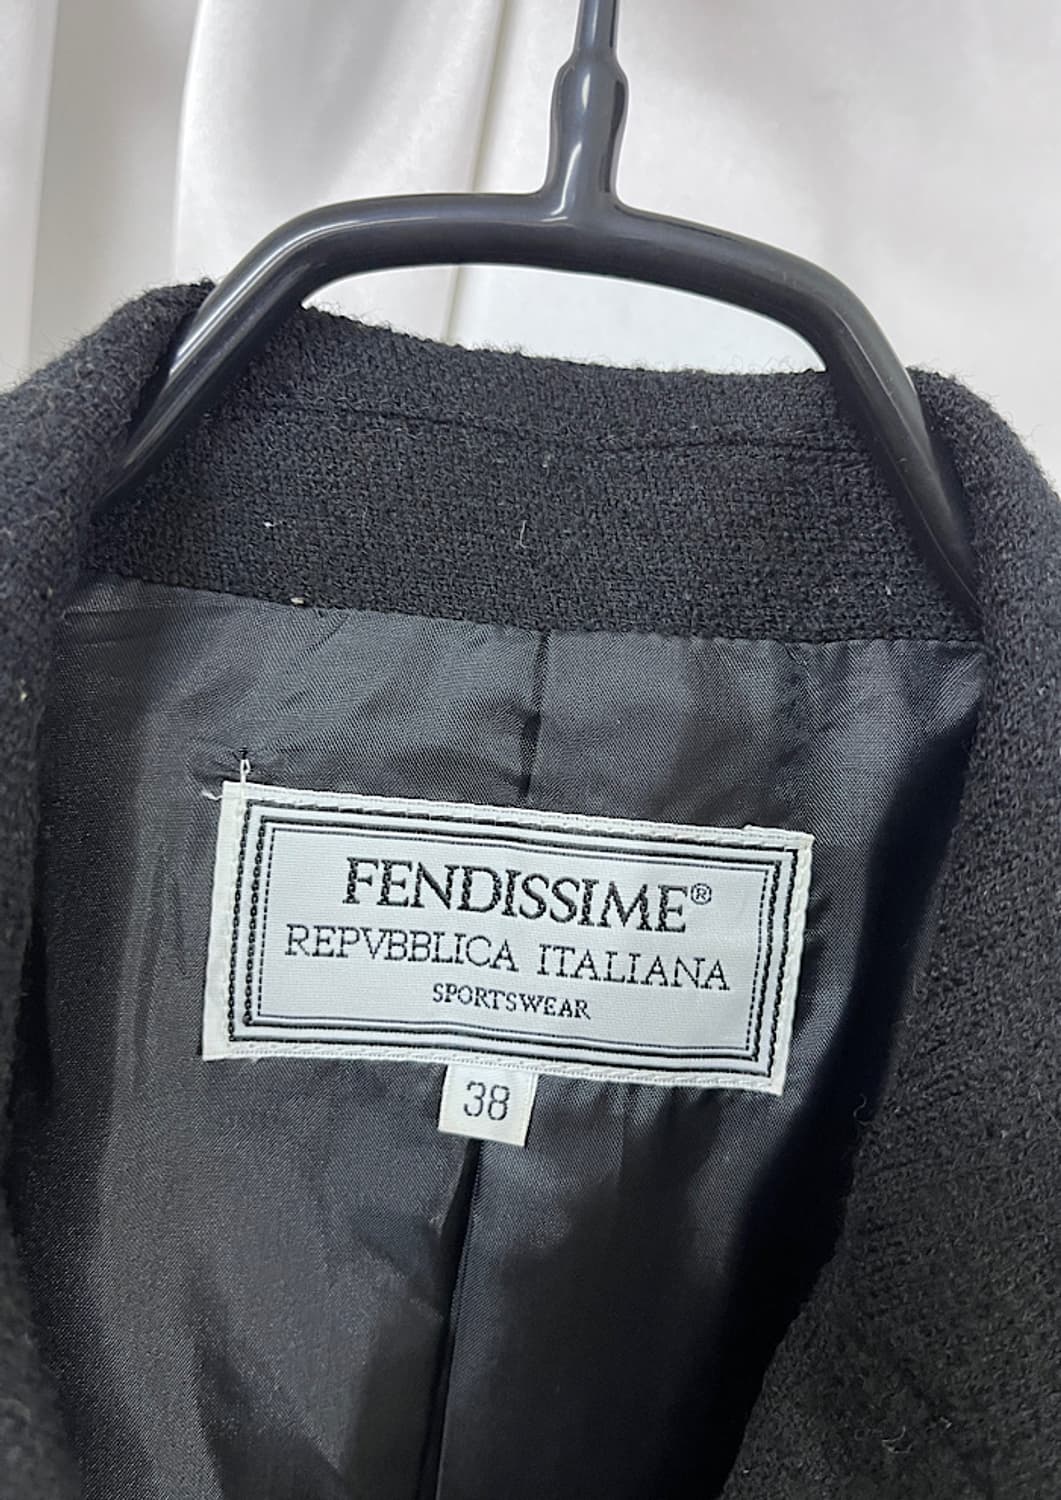 FENDISSIME®
REPVBBLICA ITALIANA
SPORTSWEAR
38